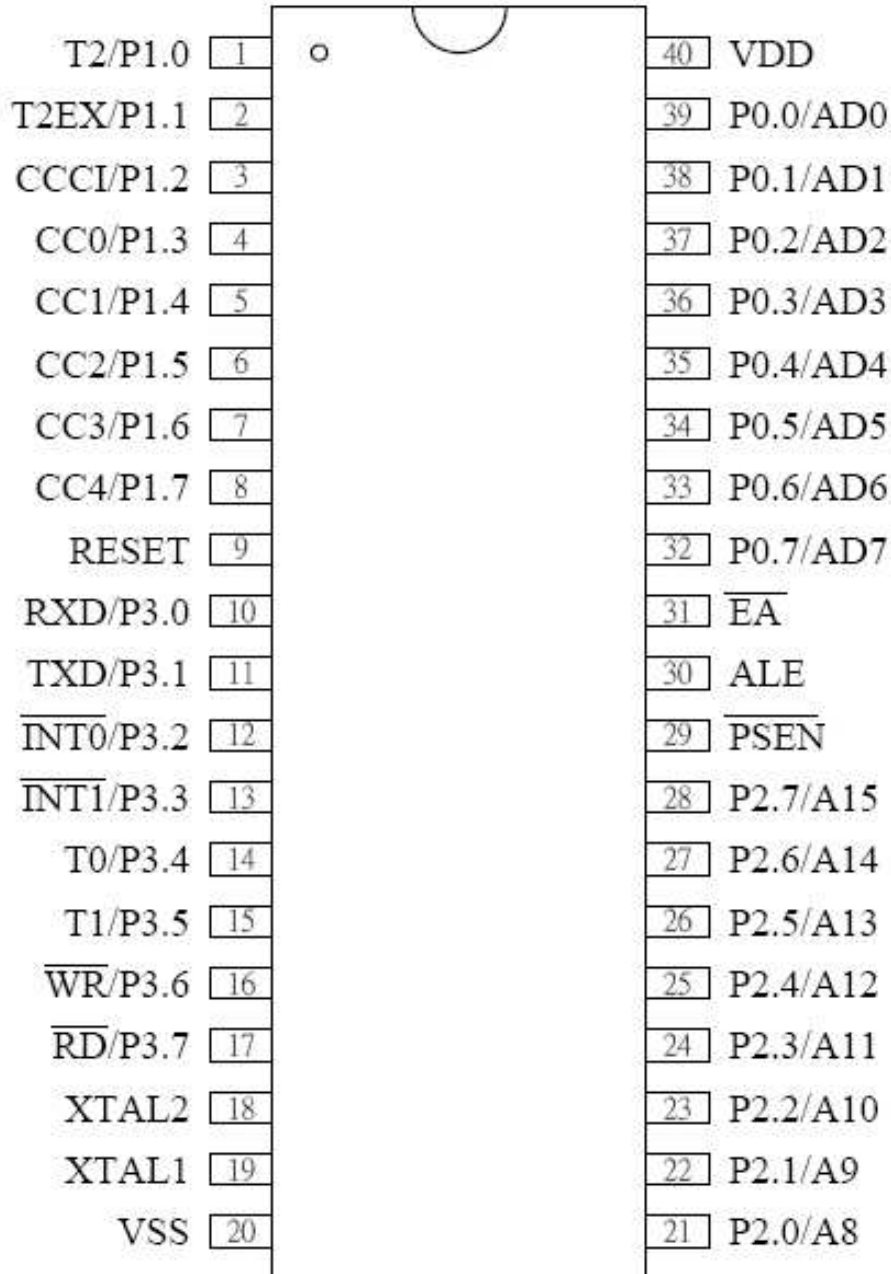 T2/P1.0 1 40 VDD
T2EX/P1.1 2 39 P0.0/AD0
CCCI/P1.2 3 38 P0.1/AD1
CC0/P1.3 4 37 P0.2/AD2
CC1/P1.4 5 36 P0.3/AD3
CC2/P1.5 6 35 P0.4/AD4
CC3/P1.6 7 34 P0.5/AD5
CC4/P1.7 8 33 P0.6/AD6
RESET 9 32 P0.7/AD7
RXD/P3.0 10 31 E̅A̅
TXD/P3.1 11 30 ALE
I̅N̅T̅0̅/P3.2 12 29 P̅S̅E̅N̅
I̅N̅T̅1̅/P3.3 13 28 P2.7/A15
T0/P3.4 14 27 P2.6/A14
T1/P3.5 15 26 P2.5/A13
W̅R̅/P3.6 16 25 P2.4/A12
R̅D̅/P3.7 17 24 P2.3/A11
XTAL2 18 23 P2.2/A10
XTAL1 19 22 P2.1/A9
VSS 20 21 P2.0/A8